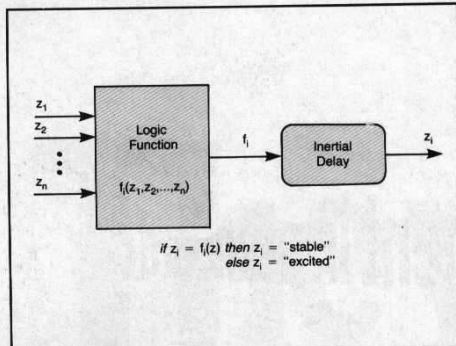 z1
z2
zn
Logic
Function
fi(z1,z2,...,zn)
fi
Inertial
Delay
zi
if zi = fi(z) then zi = "stable"
else zi = "excited"